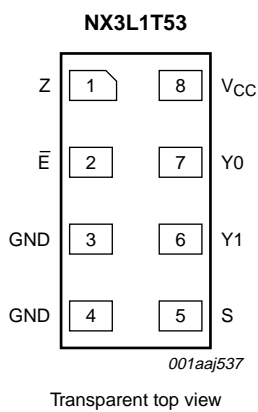 NX3L1T53
Z 1 8 VCC
E̅ 2 7 Y0
GND 3 6 Y1
GND 4 5 S
001aaj537
Transparent top view